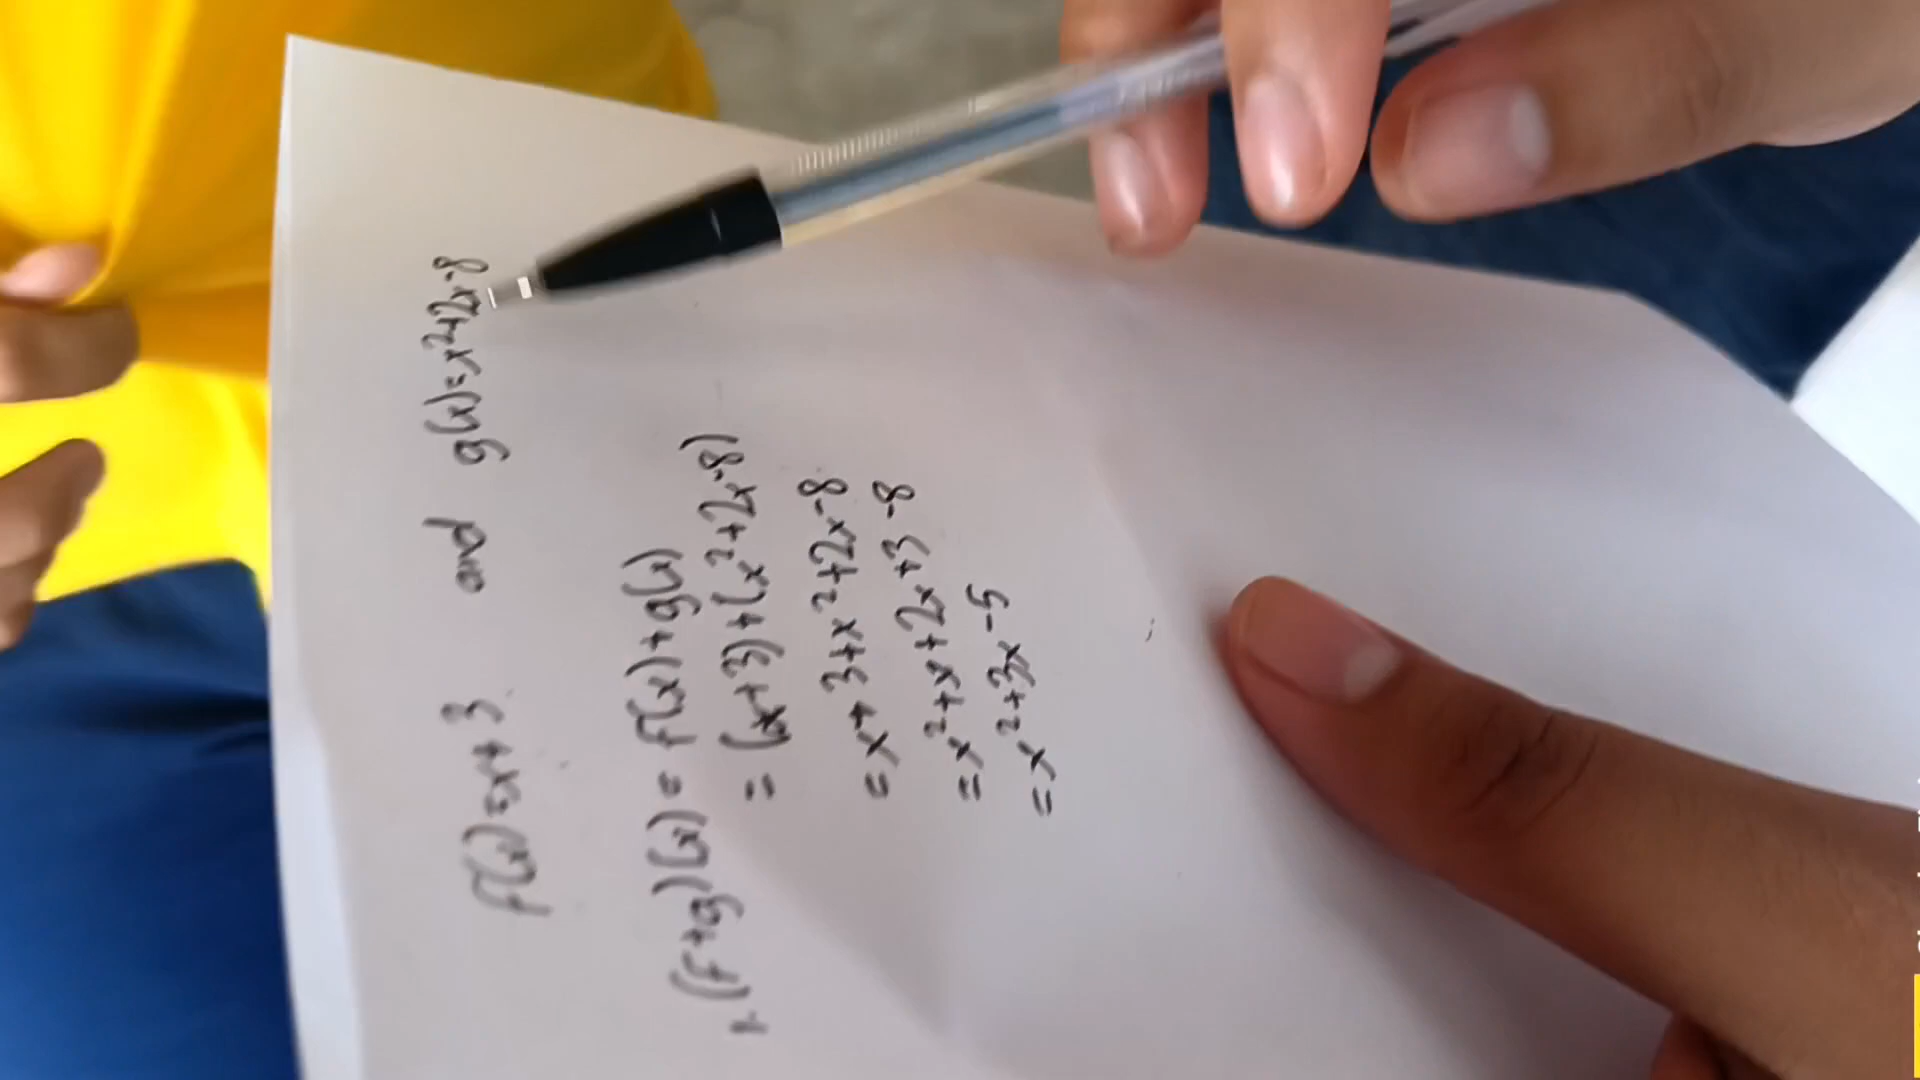 f(x)=x+3 and g(x)=x²+2x-8
1. (f+g)(x) = f(x)+g(x)
= (x+3)+(x²+2x-8)
= x+3+x²+2x-8
= x²+x+2x+3-8
= x²+3x-5